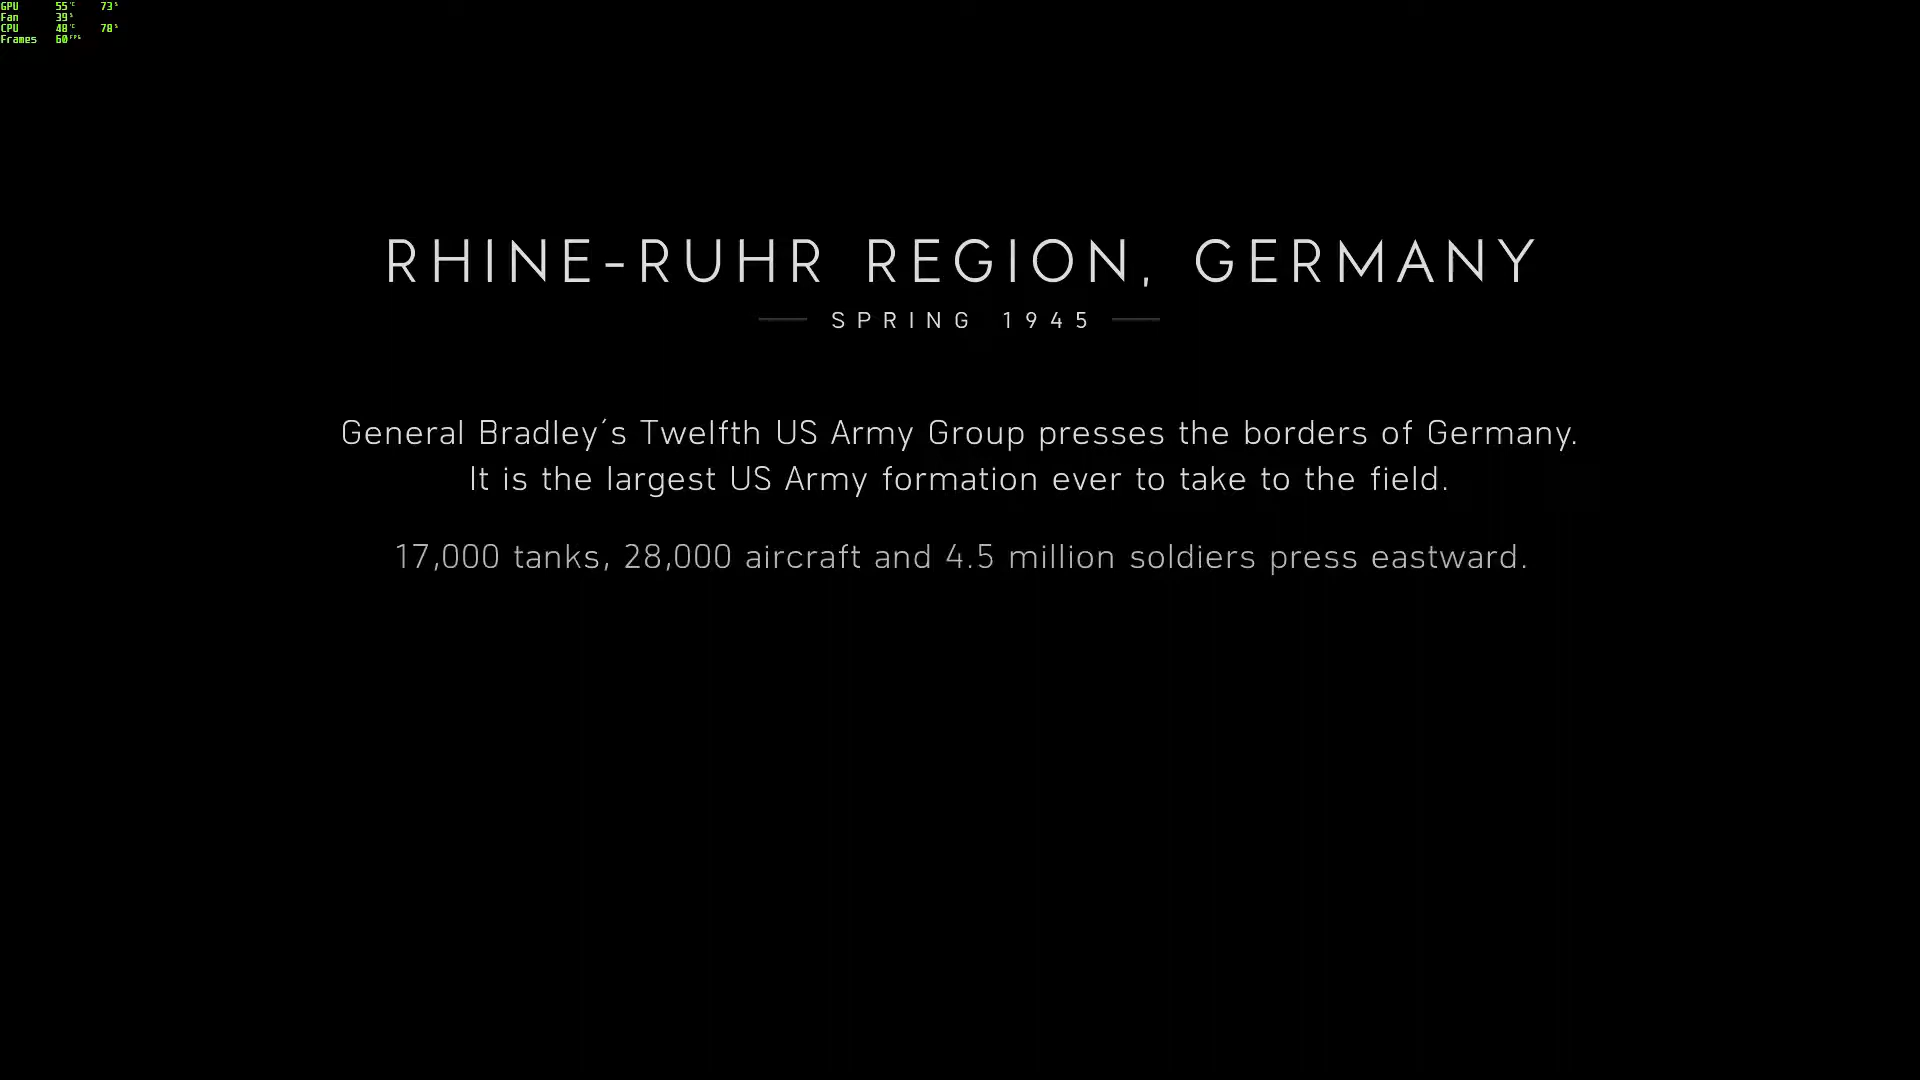 GPU 55°C 73%
Fan 39%
CPU 48°C 78%
Frames 60 FPS
RHINE-RUHR REGION, GERMANY
SPRING 1945
General Bradley´s Twelfth US Army Group presses the borders of Germany.
It is the largest US Army formation ever to take to the field.
17,000 tanks, 28,000 aircraft and 4.5 million soldiers press eastward.